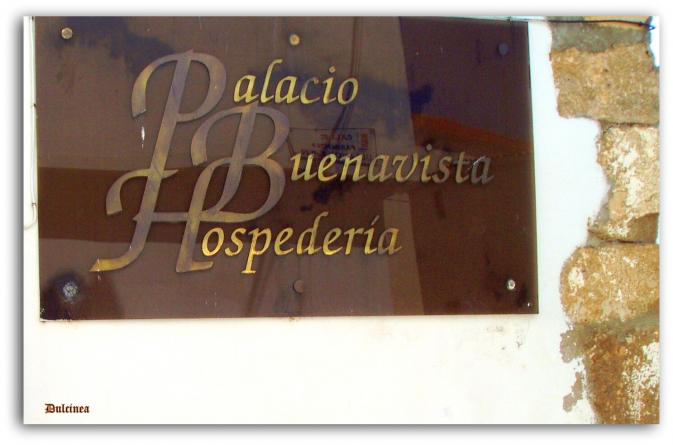 Palacio
Buenavista
Hospedería
Dulcinea